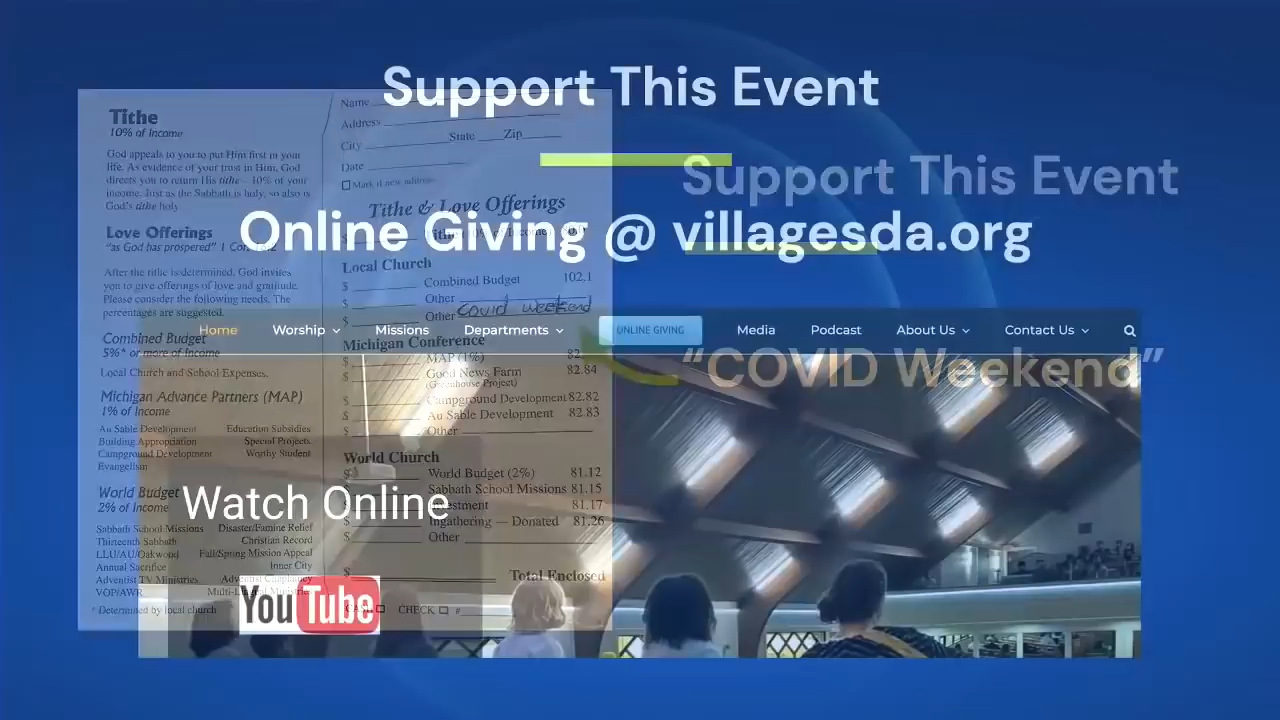 Support This Event
Support This Event
Online Giving @ villagesda.org
"COVID Weekend"
Home Worship Missions Departments ONLINE GIVING Media Podcast About Us Contact Us
Watch Online
YouTube
Tithe
10% of Income
God appeals to you to put Him first in your
life. As evidence of your trust in Him, God
directs you to return His tithe – 10% of your
income. Just as the Sabbath is holy, so also is
God's tithe holy
Love Offerings
"as God has prospered" I Cor.
After the tithe is determined, God invites
you to give offerings of love and gratitude.
Please consider the following needs. The
percentages are suggested.
Combined Budget
5%* or more of Income
Local Church and School Expenses.
Michigan Advance Partners (MAP)
1% of Income
Au Sable Development Education Subsidies
Building Appropriation Special Projects
Campground Development Worthy Student
Evangelism
World Budget
2% of Income
Sabbath School Missions Disaster/Famine Relief
Thirteenth Sabbath Christian Record
LLU/AU/Oakwood Fall/Spring Mission Appeal
Annual Sacrifice Inner City
Adventist TV Ministries Adventist Chaplaincy
VOP/AWR Multi-Lingual Ministries
* Determined by local church
Name
Address
City State Zip
Date
Mark if new address
Tithe & Love Offerings
$
Local Church
$ Combined Budget 102.1
$ Other
$ Other Covid weekend
Michigan Conference
$ MAP (1%) 82.
$ Good News Farm 82.84
(Greenhouse Project)
$ Campground Development 82.82
$ Au Sable Development 82.83
$ Other
World Church
$ World Budget (2%) 81.12
$ Sabbath School Missions 81.15
$ Investment 81.17
$ Ingathering — Donated 81.26
$ Other
$ Total Enclosed
CASH CHECK #